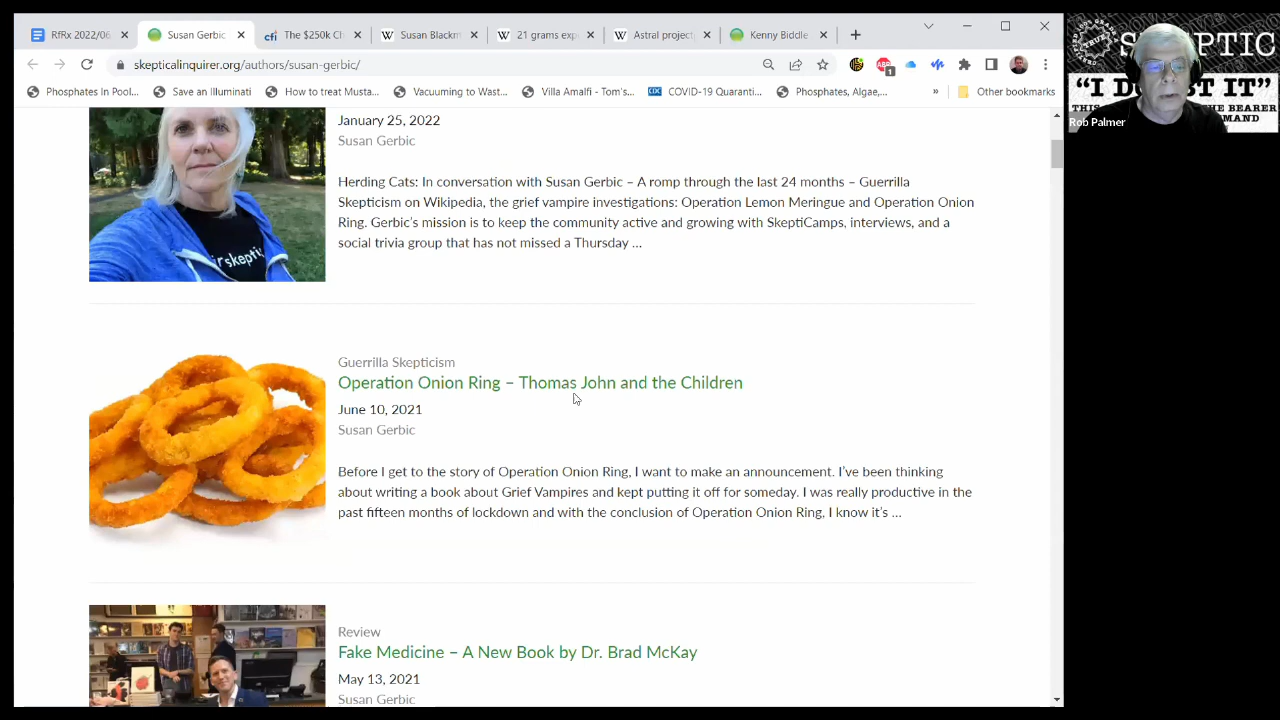 RfRx 2022/06
Susan Gerbic
cfi The $250k Ch
W Susan Blackm
W 21 grams exp
W Astral project
Kenny Biddle
skepticalinquirer.org/authors/susan-gerbic/
ABP
1
Phosphates In Pool...
Save an Illuminati
How to treat Musta...
Vacuuming to Wast...
Villa Amalfi - Tom's...
CDC COVID-19 Quaranti...
Phosphates, Algae,...
»
Other bookmarks
SKEPTIC
TRUE
Rob Palmer
January 25, 2022
Susan Gerbic
Herding Cats: In conversation with Susan Gerbic – A romp through the last 24 months – Guerrilla
Skepticism on Wikipedia, the grief vampire investigations: Operation Lemon Meringue and Operation Onion
Ring. Gerbic's mission is to keep the community active and growing with SkeptiCamps, interviews, and a
social trivia group that has not missed a Thursday ...
Guerrilla Skepticism
Operation Onion Ring – Thomas John and the Children
June 10, 2021
Susan Gerbic
Before I get to the story of Operation Onion Ring, I want to make an announcement. I've been thinking
about writing a book about Grief Vampires and kept putting it off for someday. I was really productive in the
past fifteen months of lockdown and with the conclusion of Operation Onion Ring, I know it's ...
Review
Fake Medicine – A New Book by Dr. Brad McKay
May 13, 2021
Susan Gerbic